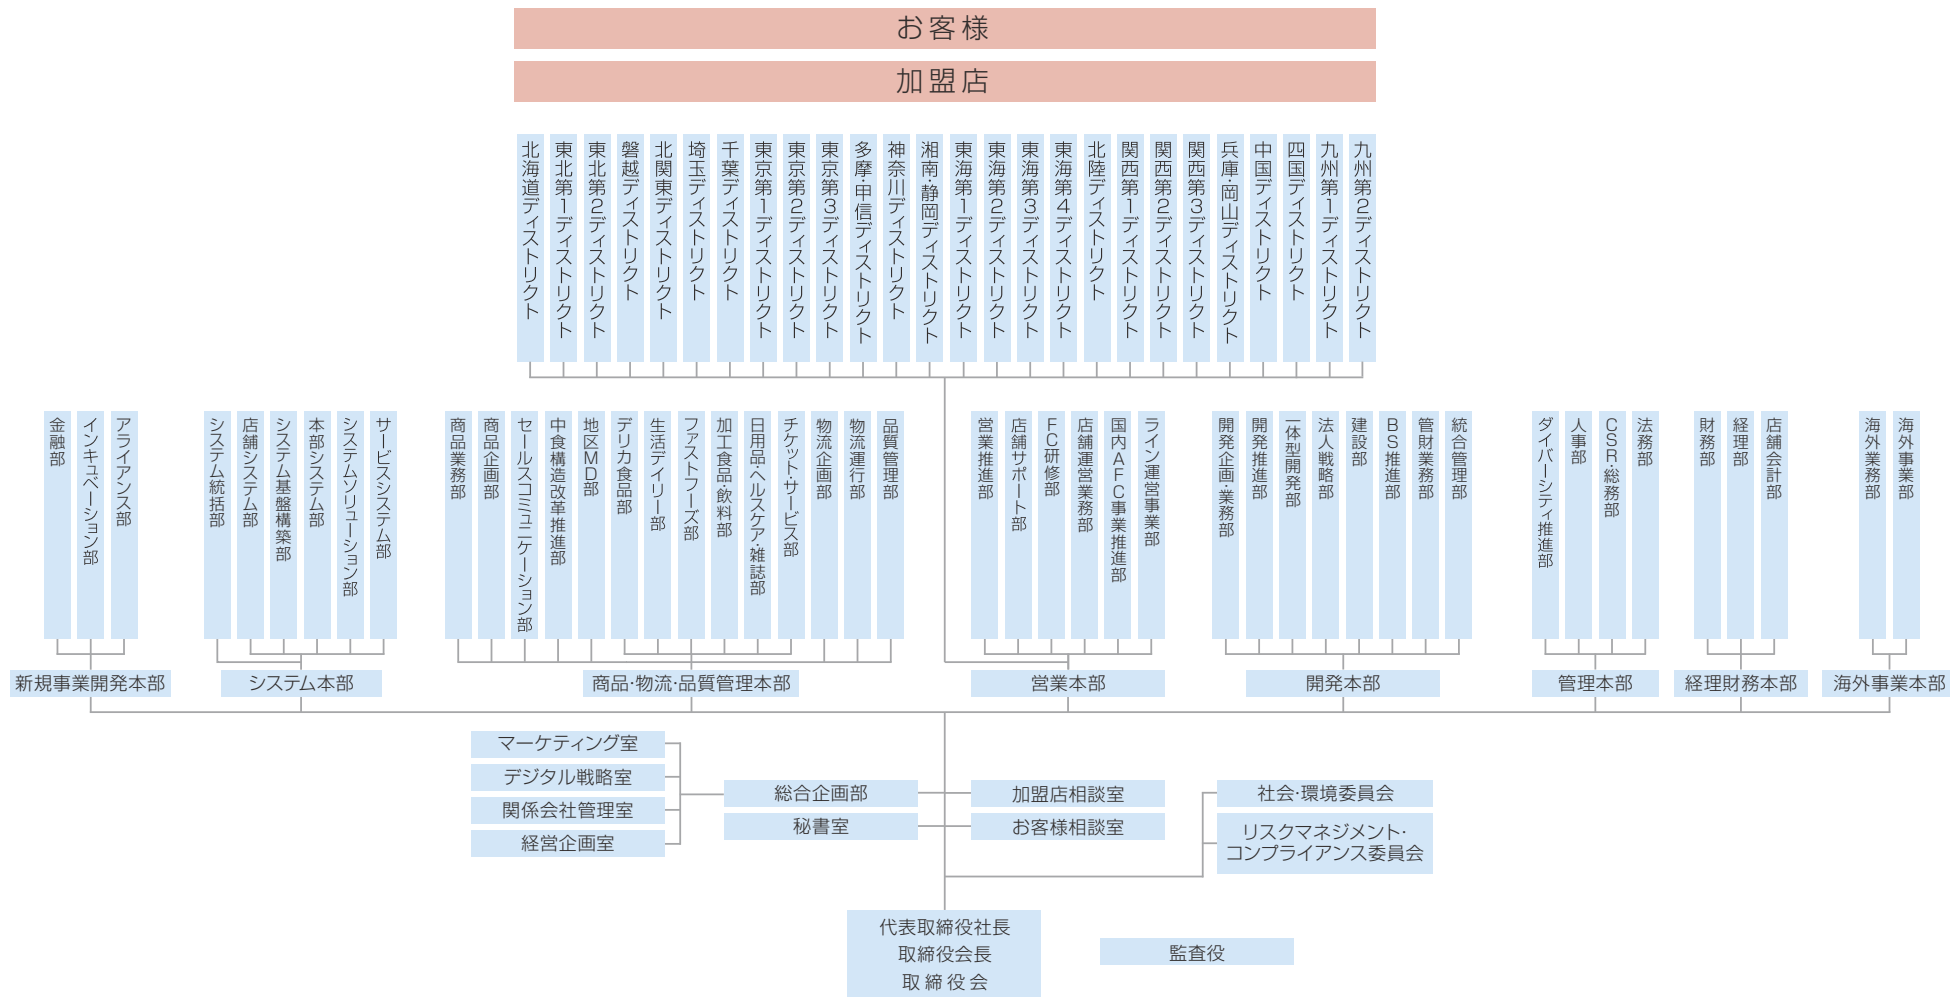 お客様
加盟店
北海道ディストリクト
東北第1ディストリクト
東北第2ディストリクト
磐越ディストリクト
北関東ディストリクト
埼玉ディストリクト
千葉ディストリクト
東京第1ディストリクト
東京第2ディストリクト
東京第3ディストリクト
多摩・甲信ディストリクト
神奈川ディストリクト
湘南・静岡ディストリクト
東海第1ディストリクト
東海第2ディストリクト
東海第3ディストリクト
東海第4ディストリクト
北陸ディストリクト
関西第1ディストリクト
関西第2ディストリクト
関西第3ディストリクト
兵庫・岡山ディストリクト
中国ディストリクト
四国ディストリクト
九州第1ディストリクト
九州第2ディストリクト
金融部
インキュベーション部
アライアンス部
システム統括部
店舗システム部
システム基盤構築部
本部システム部
システムソリューション部
サービスシステム部
商品業務部
商品企画部
セールスコミュニケーション部
中食構造改革推進部
地区MD部
デリカ食品部
生活デイリー部
ファストフーズ部
加工食品・飲料部
日用品・ヘルスケア・雑誌部
チケット・サービス部
物流企画部
物流運行部
品質管理部
営業推進部
店舗サポート部
FC研修部
店舗運営業務部
国内AFC事業推進部
ライン運営事業部
開発企画・業務部
開発推進部
一体型開発部
法人戦略部
建設部
BS推進部
管財業務部
統合管理部
ダイバーシティ推進部
人事部
CSR・総務部
法務部
財務部
経理部
店舗会計部
海外業務部
海外事業部
新規事業開発本部
システム本部
商品・物流・品質管理本部
営業本部
開発本部
管理本部
経理財務本部
海外事業本部
マーケティング室
デジタル戦略室
関係会社管理室
経営企画室
総合企画部
秘書室
加盟店相談室
お客様相談室
社会・環境委員会
リスクマネジメント・
コンプライアンス委員会
代表取締役社長
取締役会長
取締役会
監査役